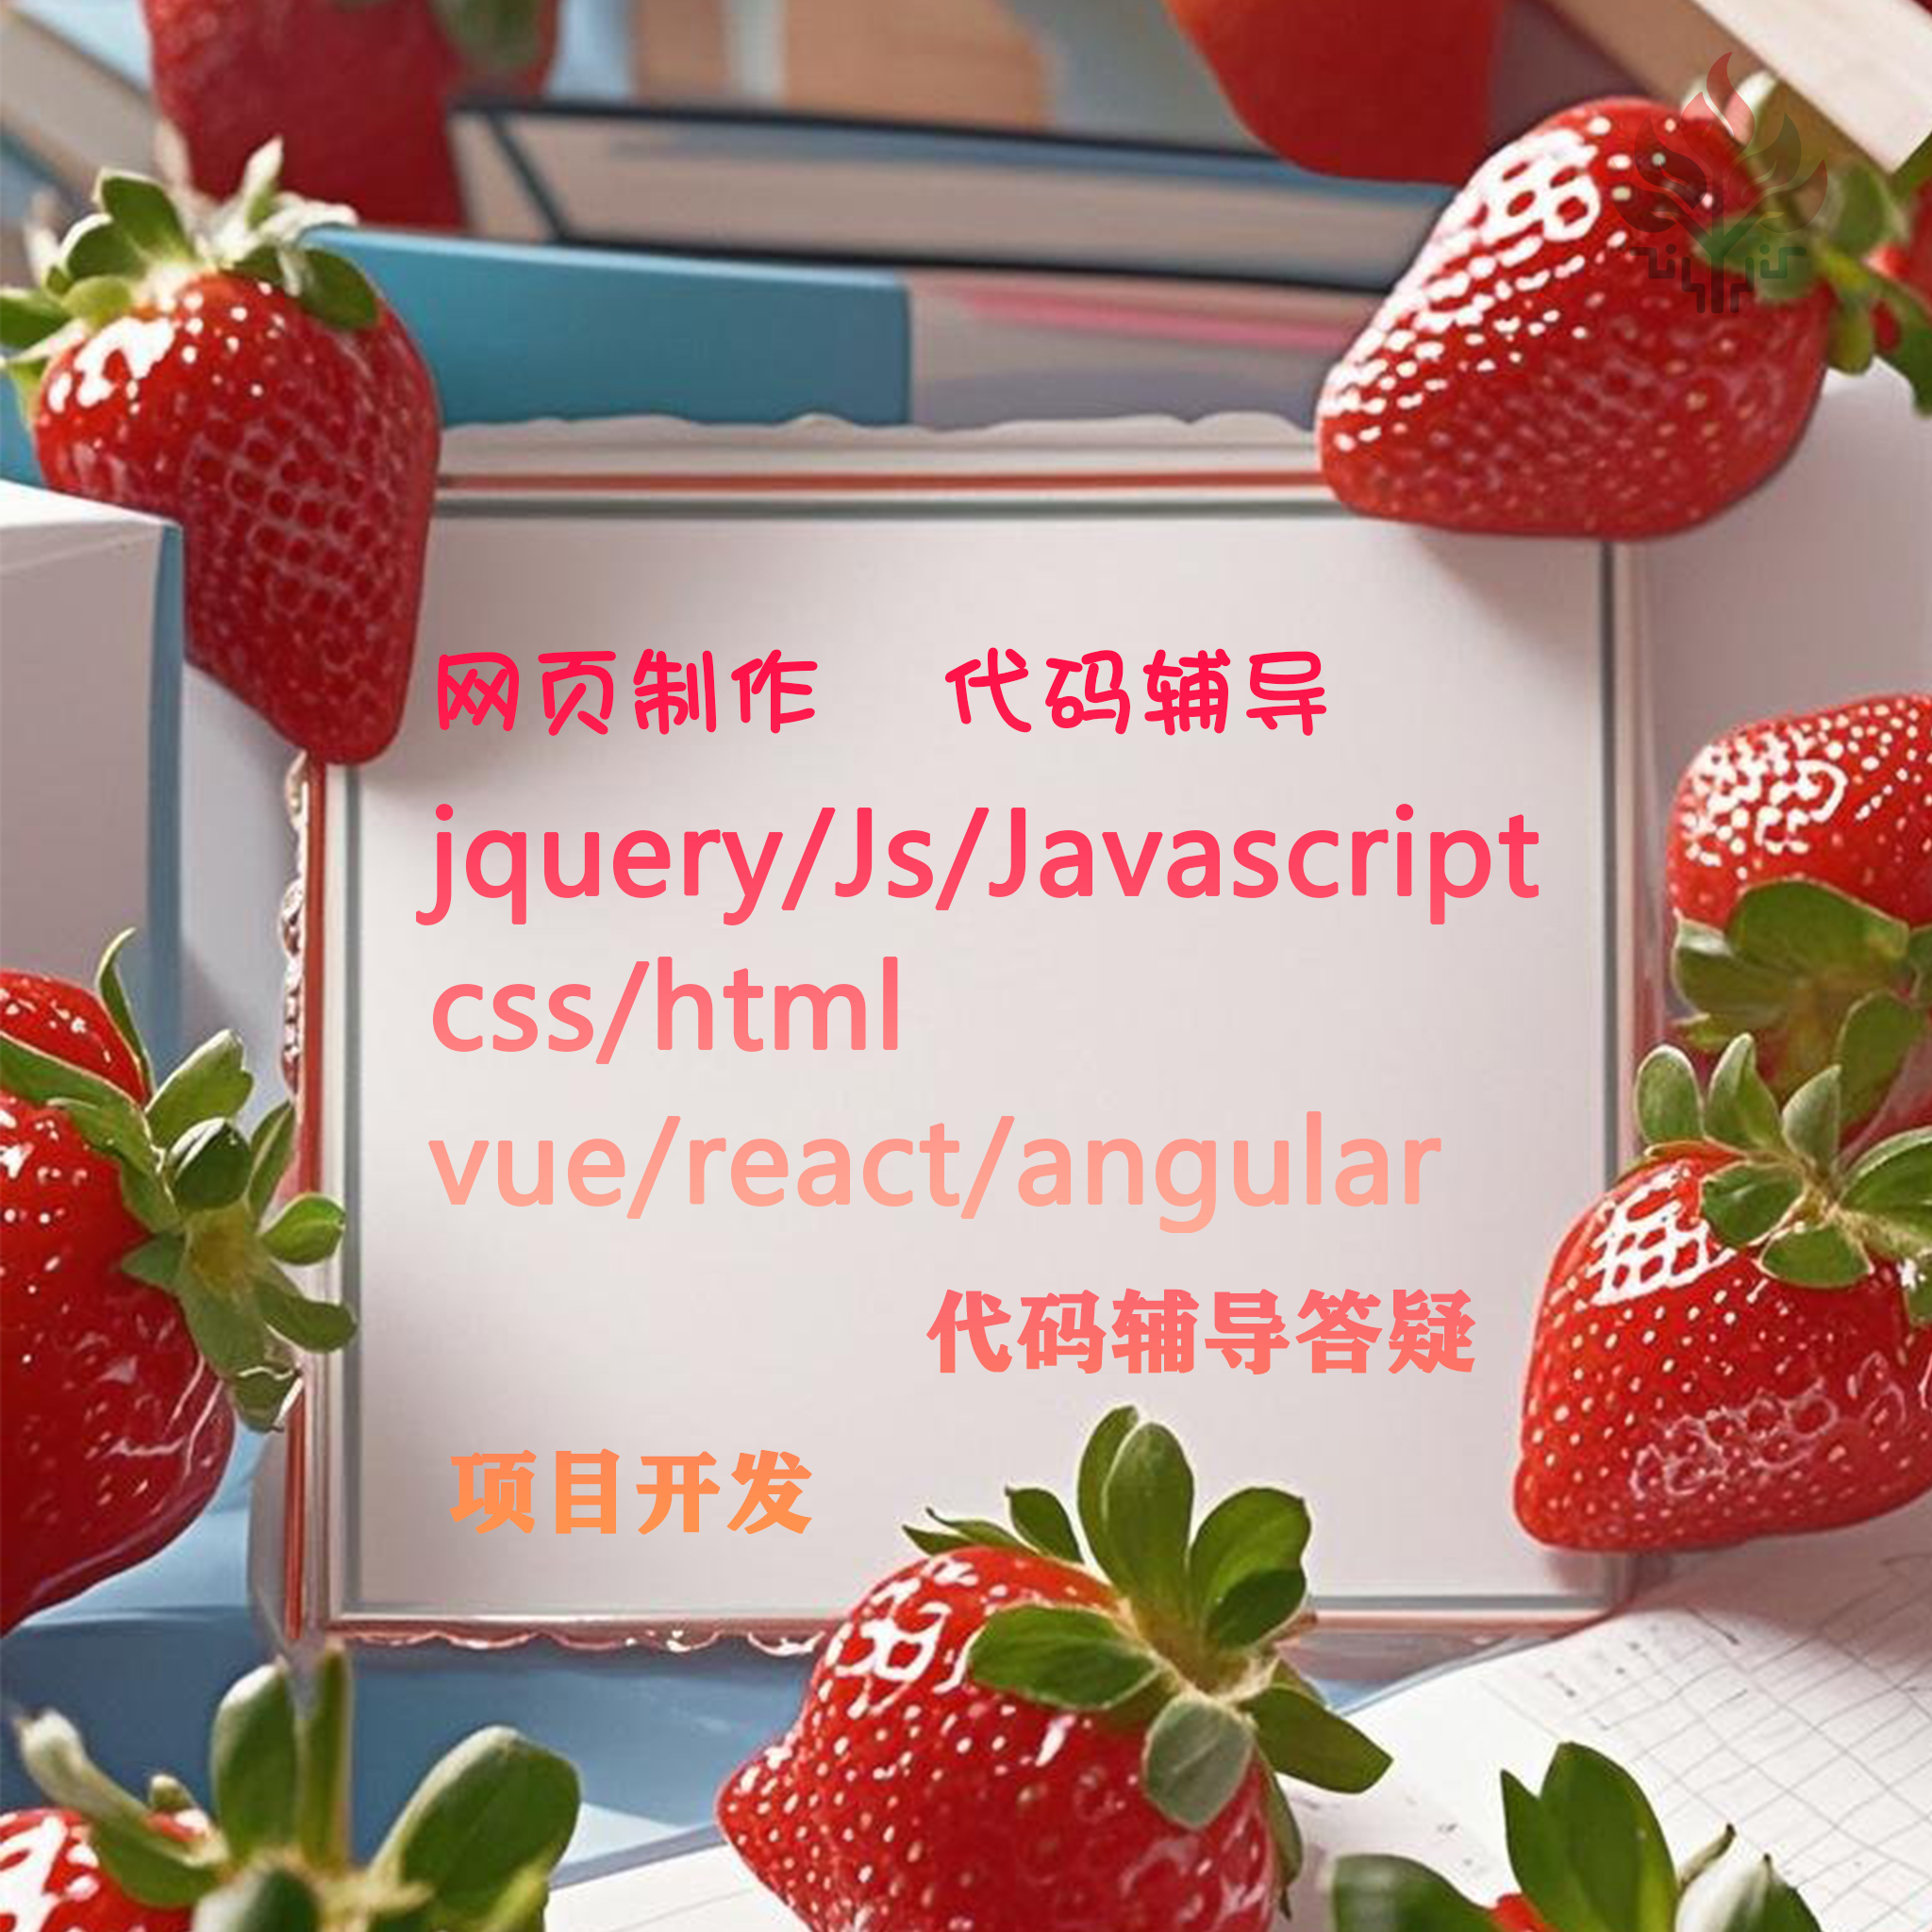 网页制作 代码辅导
jquery/Js/Javascript
css/html
vue/react/angular
代码辅导答疑
项目开发